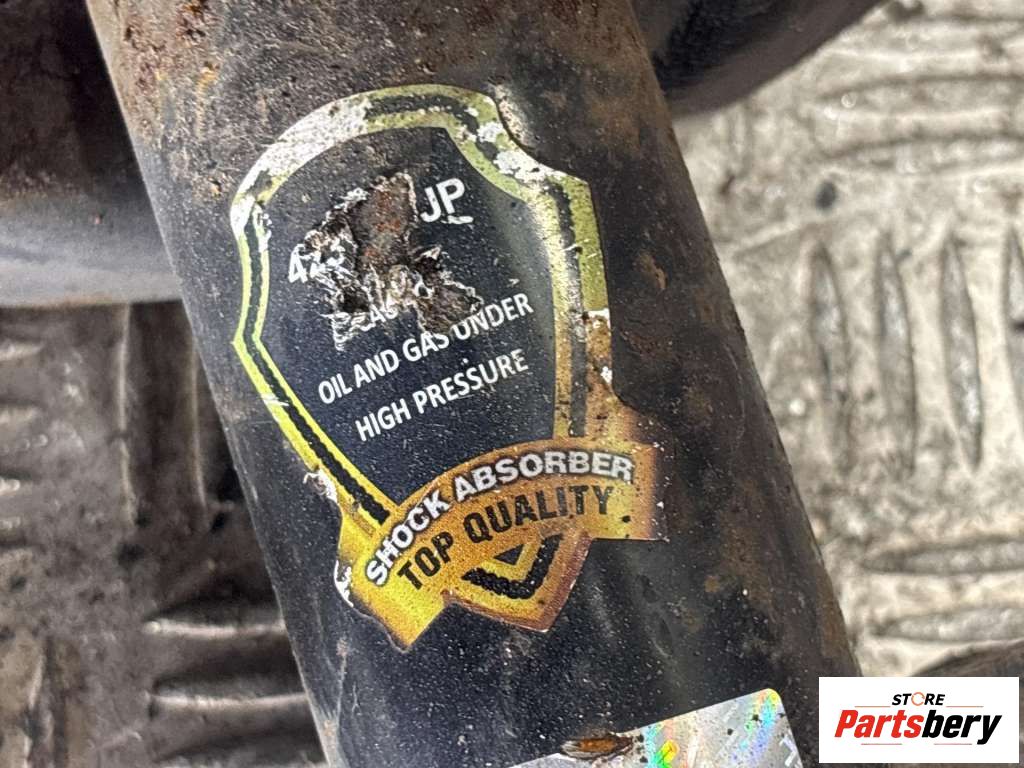 JP
OIL AND GAS UNDER
HIGH PRESSURE
SHOCK ABSORBER
TOP QUALITY
STORE
Partsbery